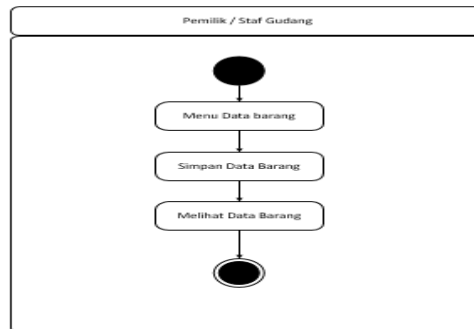 Pemilik / Staf Gudang
Menu Data barang
Simpan Data Barang
Melihat Data Barang